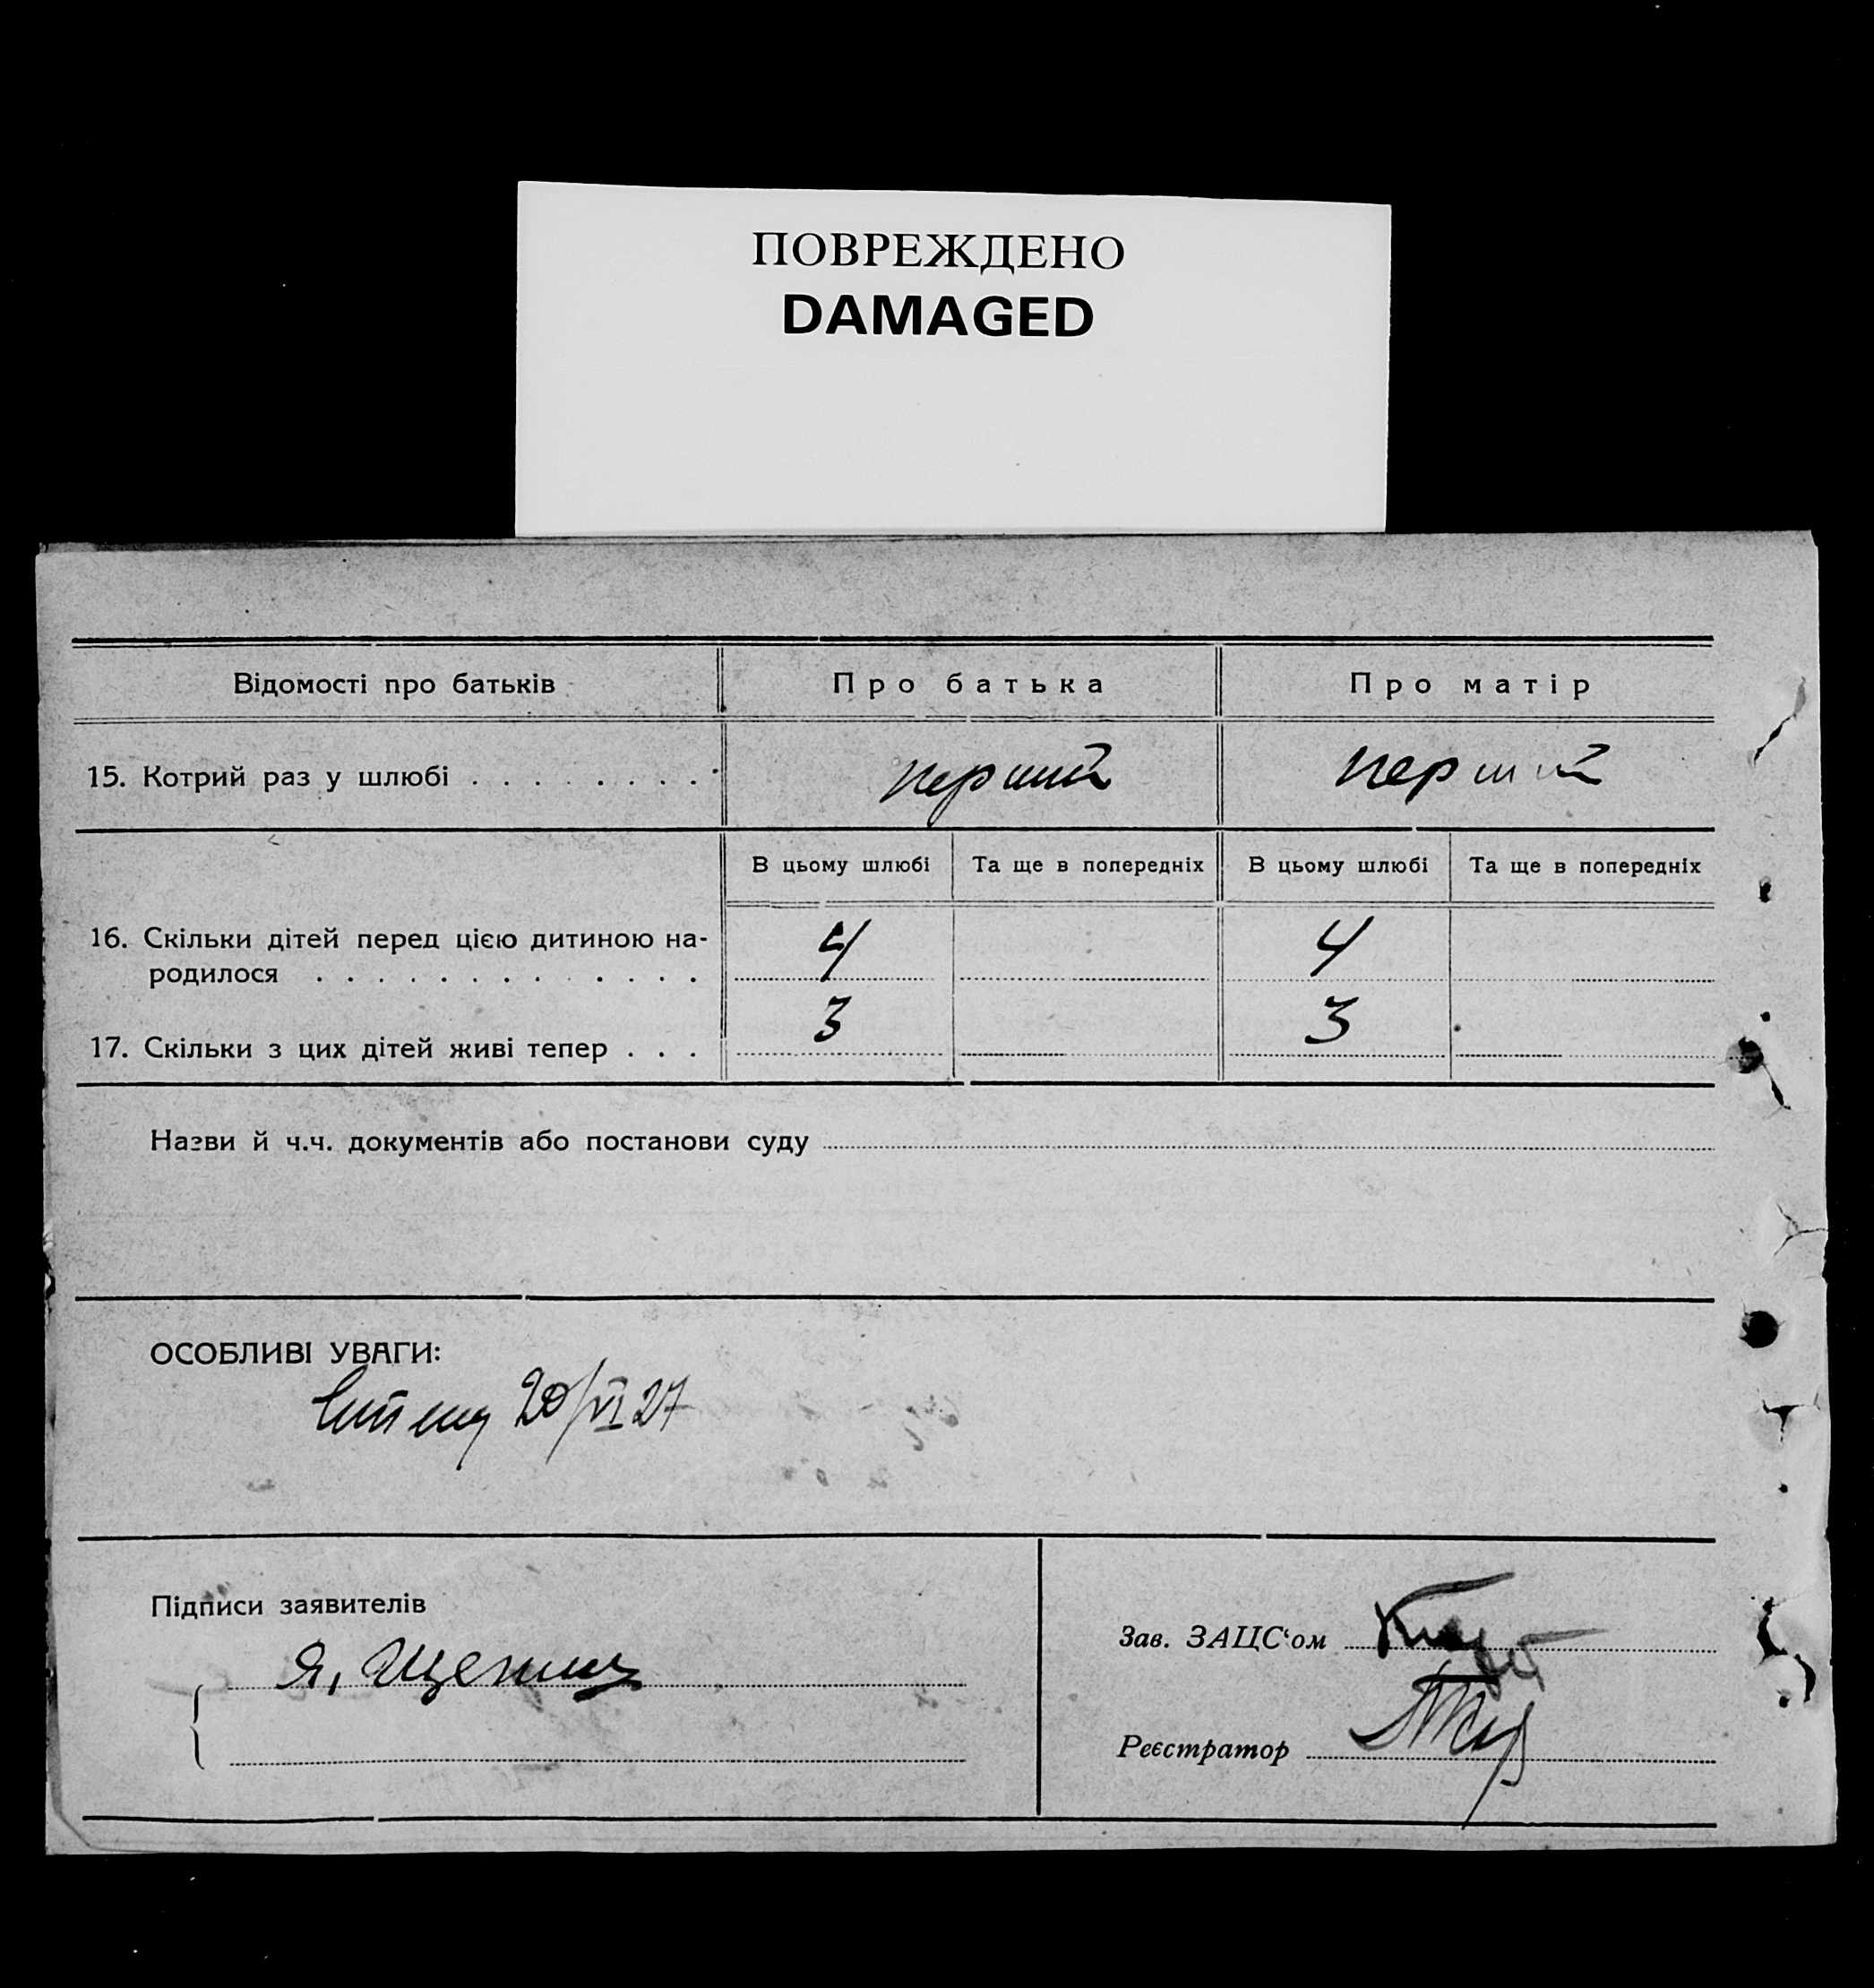 ПОВРЕЖДЕНО
DAMAGED
Відомості про батьків
Про батька
Про матір
15. Котрий раз у шлюбі . . . . . . . .
перший
перший
В цьому шлюбі
Та ще в попередніх
В цьому шлюбі
Та ще в попередніх
16. Скільки дітей перед цією дитиною на-
родилося . . . . . . . . . . . . .
4
4
17. Скільки з цих дітей живі тепер . . .
3
3
Назви й ч.ч. документів або постанови суду
ОСОБЛИВІ УВАГИ:
20/VI 27
Підписи заявителів
Я,
Зав. ЗАЦС‘ом
Реєстратор